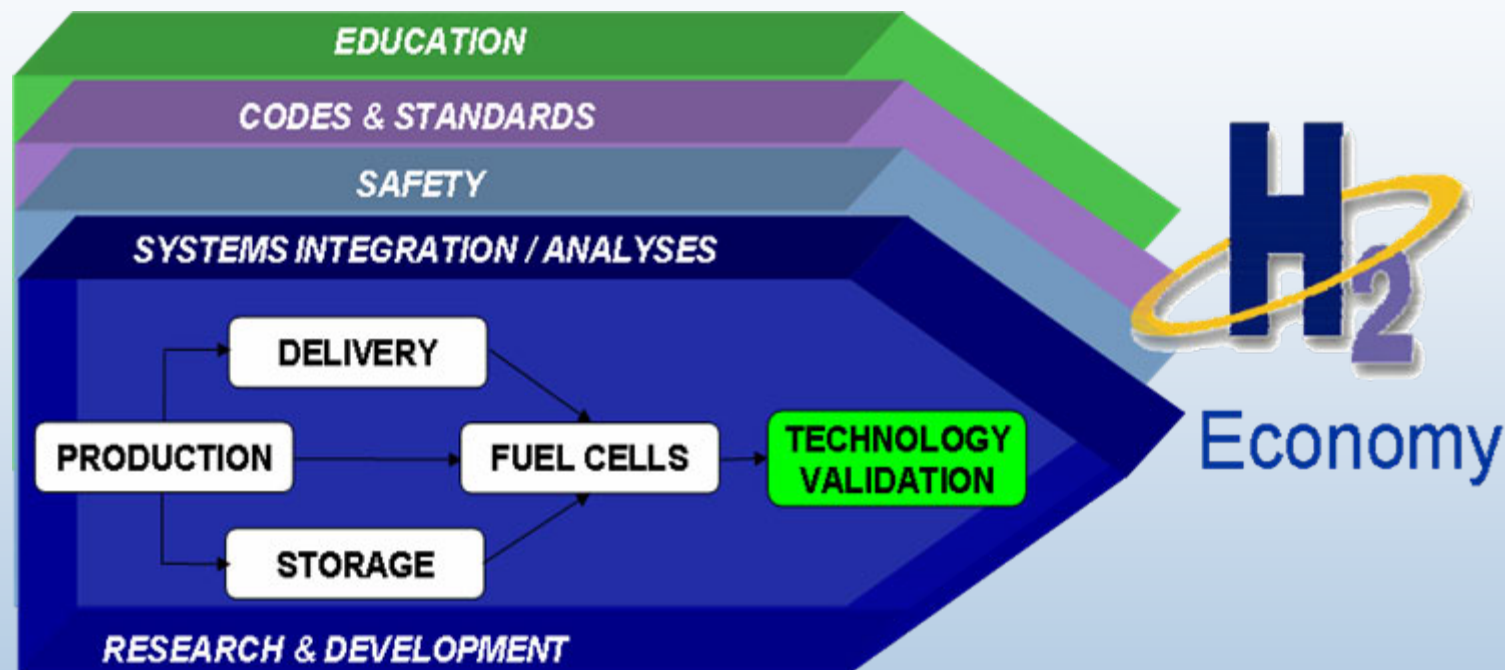 EDUCATION
CODES & STANDARDS
SAFETY
SYSTEMS INTEGRATION / ANALYSES
DELIVERY
PRODUCTION
FUEL CELLS
TECHNOLOGY
VALIDATION
STORAGE
RESEARCH & DEVELOPMENT
H2
Economy